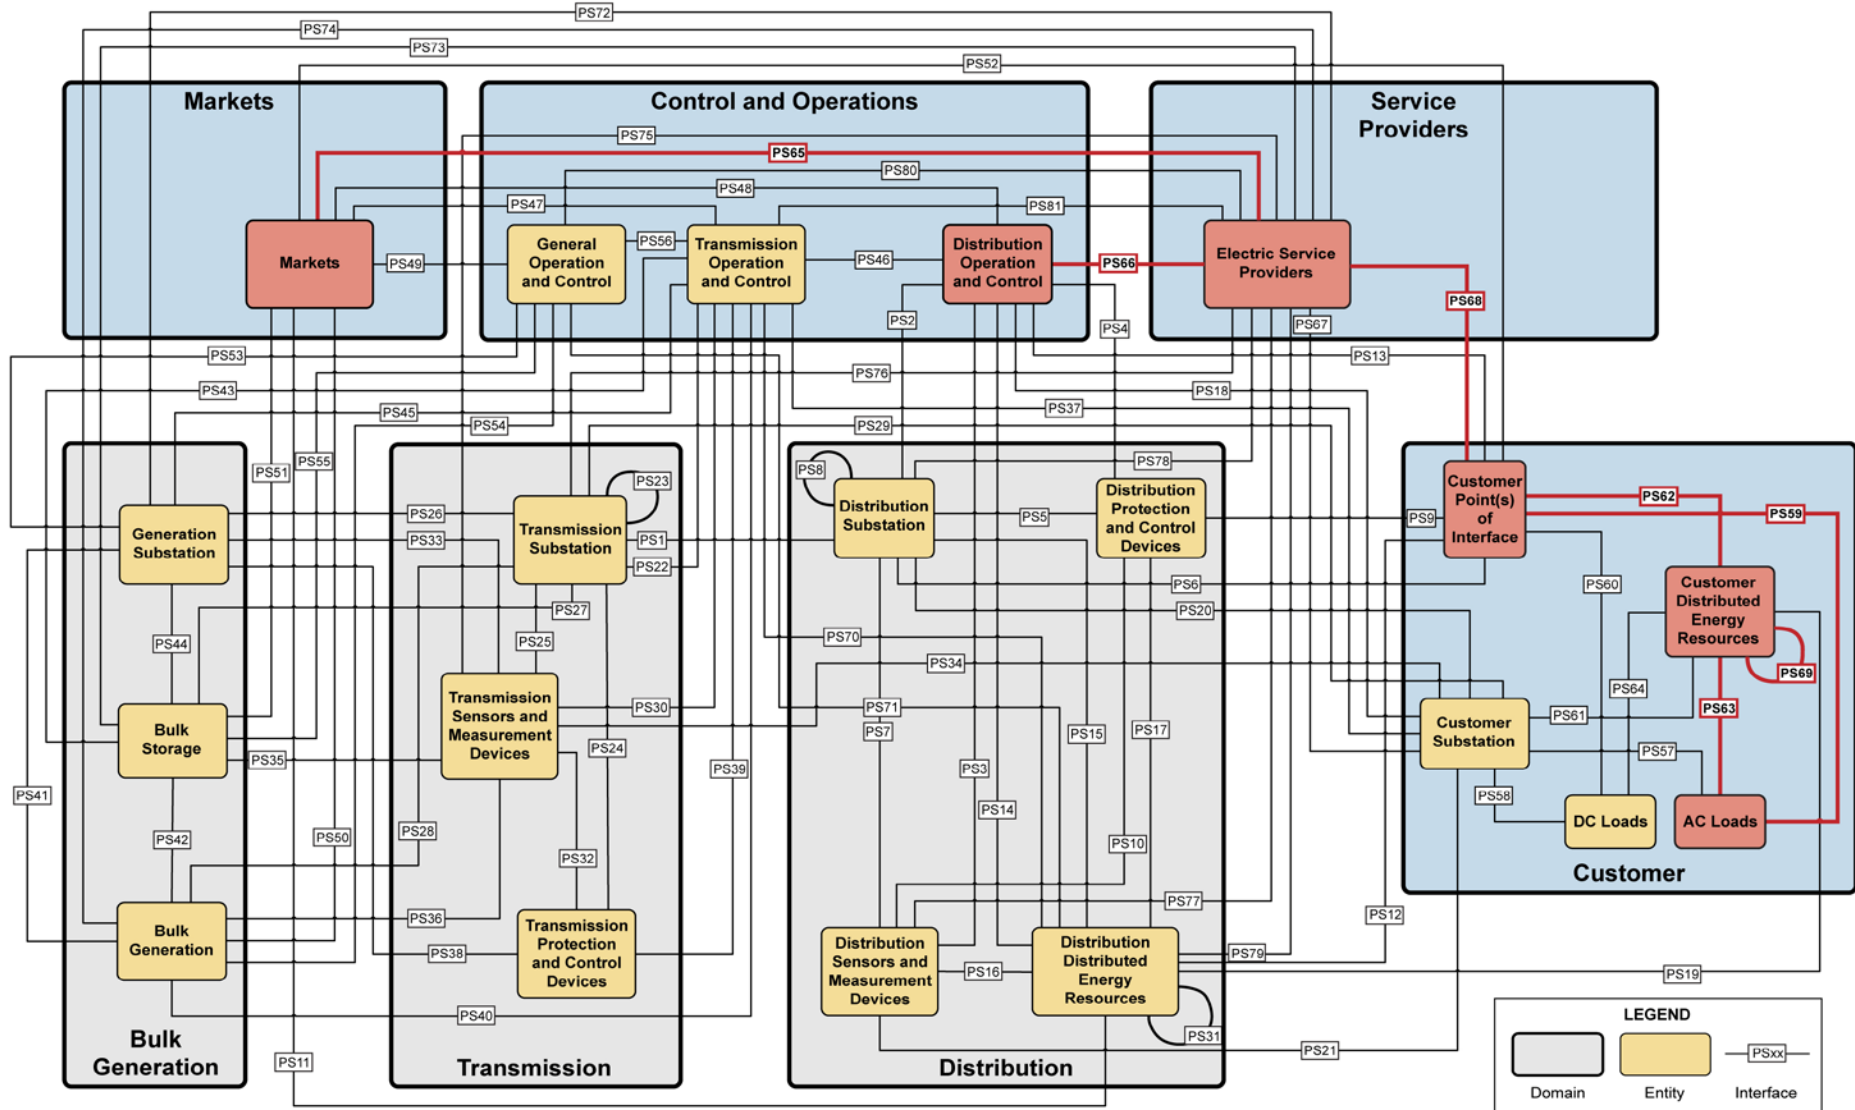 PS72
PS74
PS73
PS52
Markets
Control and Operations
Service
Providers
PS75
PS65
PS80
PS48
PS47
PS81
Markets
PS49
General
Operation
and Control
PS56
Transmission
Operation
and Control
PS46
Distribution
Operation
and Control
PS66
Electric Service
Providers
PS68
PS2
PS4
PS67
PS53
PS13
PS76
PS43
PS18
PS45
PS37
PS54
PS29
PS51
PS55
PS8
PS78
PS23
Customer
Point(s)
of
Interface
PS62
PS59
PS26
Generation
Substation
Transmission
Substation
Distribution
Substation
PS5
Distribution
Protection
and Control
Devices
PS9
PS33
PS1
PS22
PS6
PS60
Customer
Distributed
Energy
Resources
PS27
PS20
PS44
PS25
PS70
PS34
PS69
PS64
PS63
Bulk
Storage
Transmission
Sensors and
Measurement
Devices
PS30
PS71
PS61
PS7
PS15
PS17
Customer
Substation
PS57
PS35
PS24
PS39
PS3
PS41
PS58
PS14
PS42
PS50
PS28
DC Loads
AC Loads
PS10
PS32
Customer
PS77
PS36
PS12
Bulk
Generation
Transmission
Protection
and Control
Devices
Distribution
Sensors and
Measurement
Devices
PS16
Distribution
Distributed
Energy
Resources
PS79
PS38
PS19
PS40
PS31
PS21
PS11
Bulk
Generation
Transmission
Distribution
LEGEND
PSxx
Domain
Entity
Interface